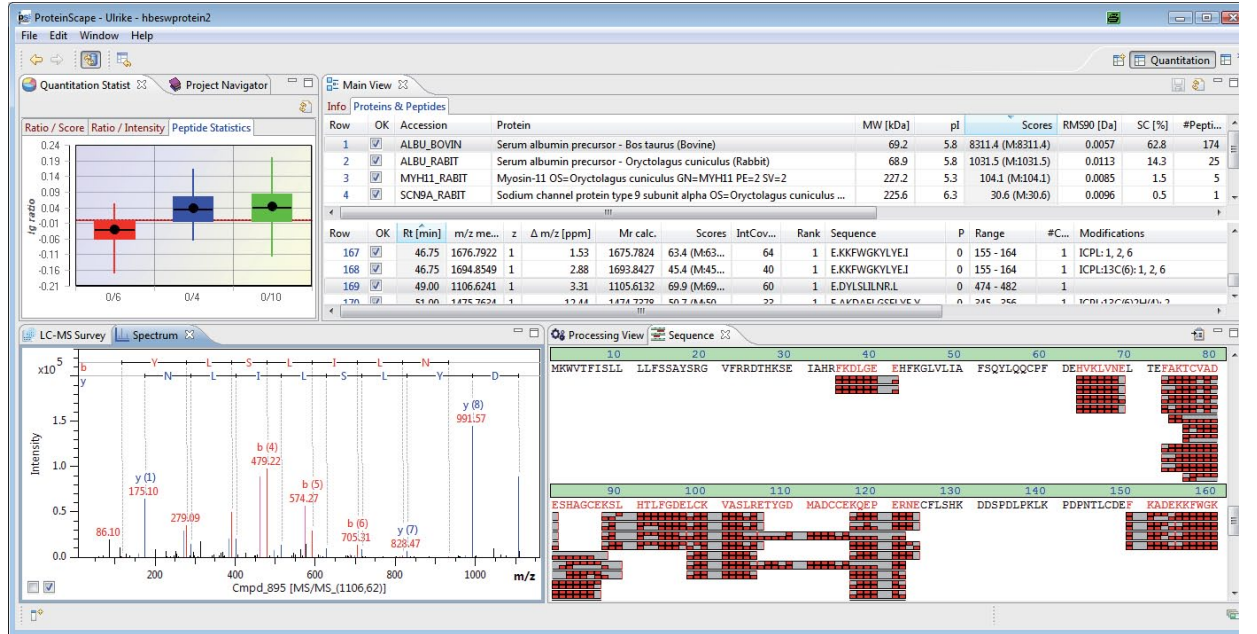 ProteinScape - Ulrike - hbeswprotein2
File Edit Window Help
Quantitation
Quantitation Statist Project Navigator
Ratio / Score Ratio / Intensity Peptide Statistics
0.24
0.19
0.14
0.09
0.04
-0.01
-0.06
-0.11
-0.16
-0.21
lg ratio
0/6 0/4 0/10
Main View
Info Proteins & Peptides
Row OK Accession Protein MW [kDa] pI Scores RMS90 [Da] SC [%] #Pepti...
1 ALBU_BOVIN Serum albumin precursor - Bos taurus (Bovine) 69.2 5.8 8311.4 (M:8311.4) 0.0057 62.8 174
2 ALBU_RABIT Serum albumin precursor - Oryctolagus cuniculus (Rabbit) 68.9 5.8 1031.5 (M:1031.5) 0.0113 14.3 25
3 MYH11_RABIT Myosin-11 OS=Oryctolagus cuniculus GN=MYH11 PE=2 SV=2 227.2 5.3 104.1 (M:104.1) 0.0085 1.5 5
4 SCN9A_RABIT Sodium channel protein type 9 subunit alpha OS=Oryctolagus cuniculus ... 225.6 6.3 30.6 (M:30.6) 0.0096 0.5 1
Row OK Rt [min] m/z me... z Δ m/z [ppm] Mr calc. Scores IntCov... Rank Sequence P Range #C... Modifications
167 46.75 1676.7922 1 1.53 1675.7824 63.4 (M:63... 64 1 E.KKFWGKYLYE.I 0 155 - 164 1 ICPL: 1, 2, 6
168 46.75 1694.8549 1 2.88 1693.8427 45.4 (M:45... 40 1 E.KKFWGKYLYE.I 0 155 - 164 1 ICPL:13C(6): 1, 2, 6
169 49.00 1106.6241 1 3.31 1105.6132 69.9 (M:69... 60 1 E.DYLSLILNR.L 0 474 - 482 1
LC-MS Survey Spectrum
x10 5
b Y L S L I L N
y N L I L S L Y D
Intensity
1.5
1.0
0.5
0.0
y (8)
991.57
b (4)
479.22
y (1)
175.10
b (5)
574.27
279.09
86.10
b (6)
705.31
y (7)
828.47
200 400 600 800 1000 m/z
Cmpd_895 [MS/MS_(1106,62)]
Processing View Sequence
10 20 30 40 50 60 70 80
MKWVTFISLL LLFSSAYSRG VFRRDTHKSE IAHRFKDLGE EHFKGLVLIA FSQYLQQCPF DEHVKLVNEL TEFAKTCVAD
90 100 110 120 130 140 150 160
ESHAGCEKSL HTLFGDELCK VASLRETYGD MADCCEKQEP ERNECFLSHK DDSPDLPKLK PDPNTLCDEF KADEKKFWGK